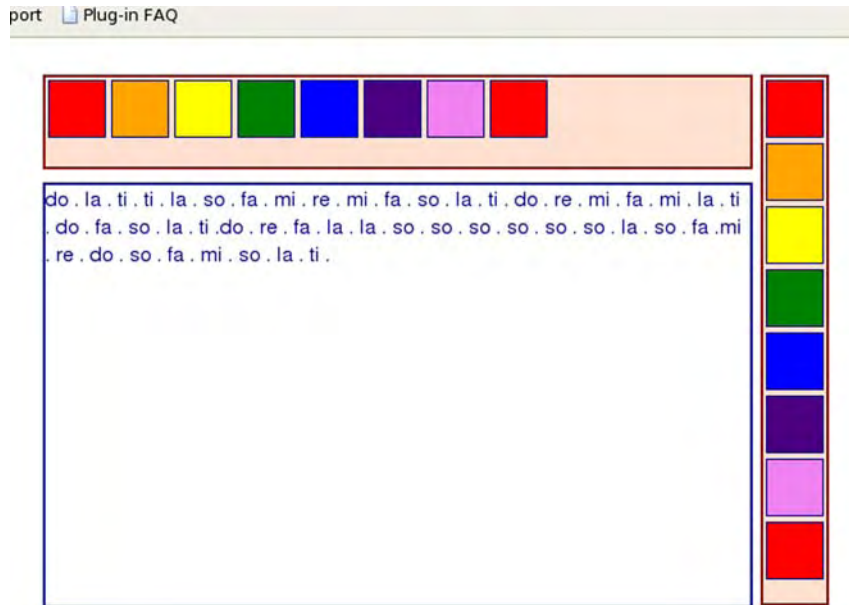 port Plug-in FAQ
do . la . ti . ti . la . so . fa . mi . re . mi . fa . so . la . ti . do . re . mi . fa . mi . la . ti
. do . fa . so . la . ti .do . re . fa . la . la . so . so . so . so . so . so . la . so . fa .mi
. re . do . so . fa . mi . so . la . ti .